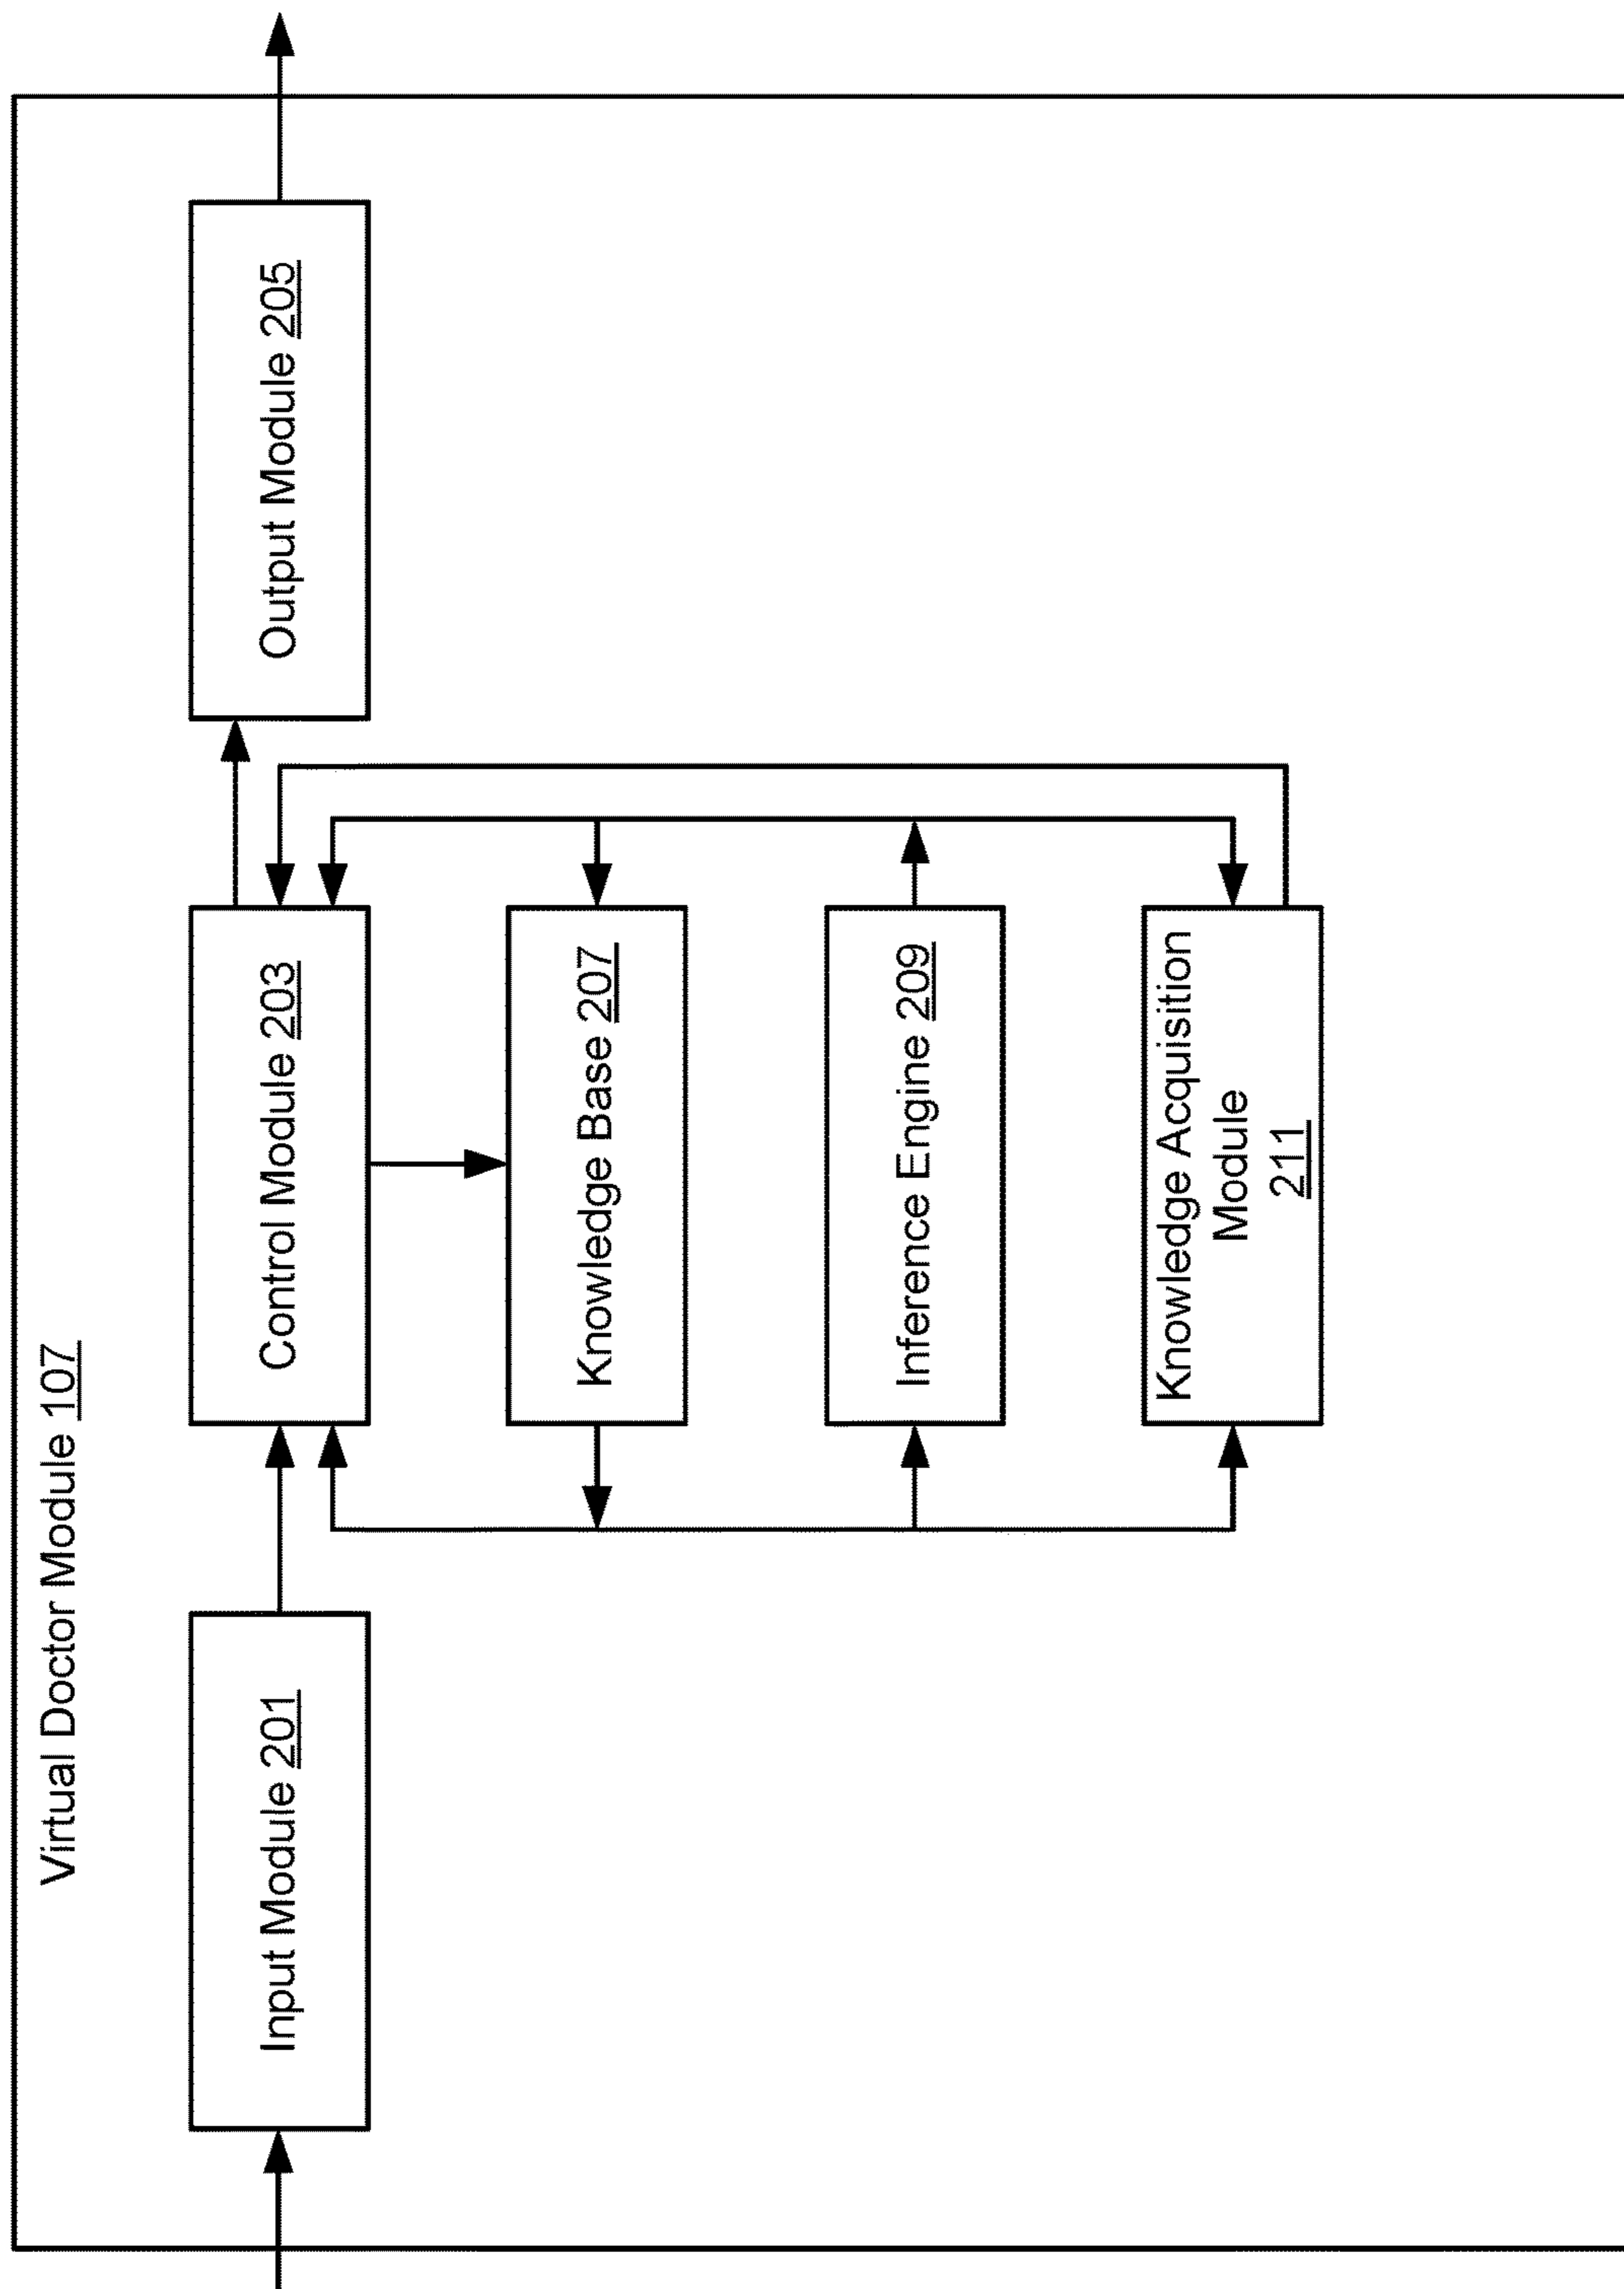 Virtual Doctor Module 107
Input Module 201
Control Module 203
Output Module 205
Knowledge Base 207
Inference Engine 209
Knowledge Acquisition
Module
211